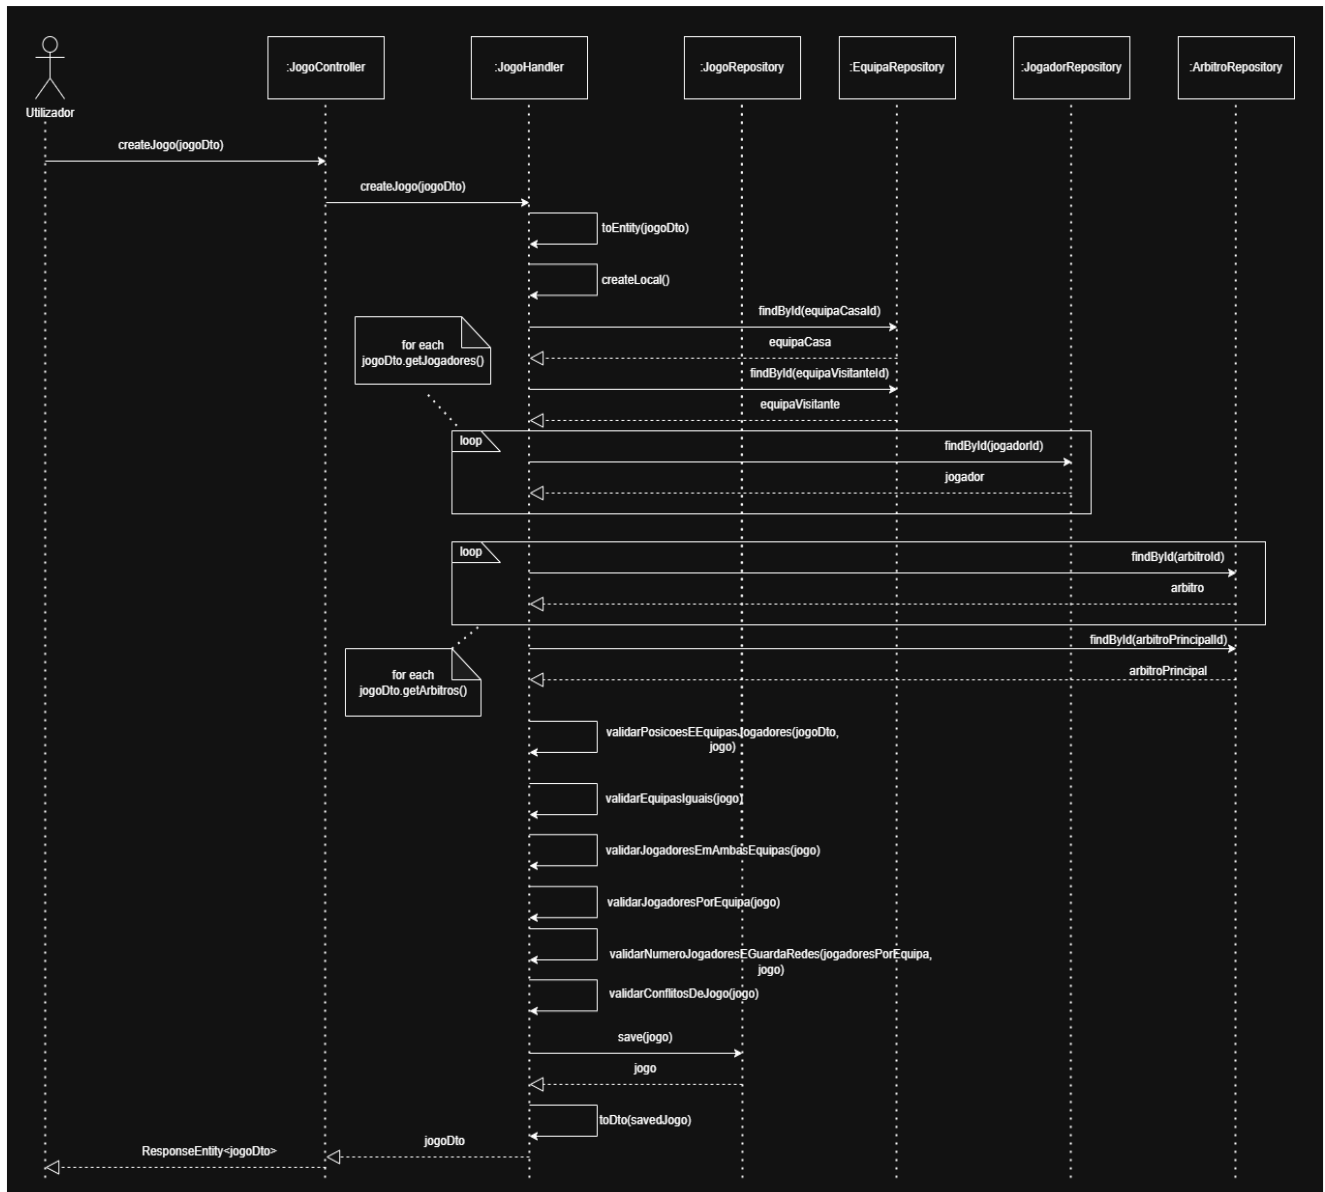 :JogoController
:JogoHandler
:JogoRepository
:EquipaRepository
:JogadorRepository
:ArbitroRepository
Utilizador
createJogo(jogoDto)
createJogo(jogoDto)
toEntity(jogoDto)
createLocal()
findById(equipaCasaId)
for each
jogoDto.getJogadores()
equipaCasa
findById(equipaVisitanteId)
equipaVisitante
loop
findById(jogadorId)
jogador
loop
findById(arbitroId)
arbitro
findById(arbitroPrincipalId)
for each
jogoDto.getArbitros()
arbitroPrincipal
validarPosicoesEEquipasJogadores(jogoDto,
jogo)
validarEquipasIguais(jogo)
validarJogadoresEmAmbasEquipas(jogo)
validarJogadoresPorEquipa(jogo)
validarNumeroJogadoresEGuardaRedes(jogadoresPorEquipa,
jogo)
validarConflitosDeJogo(jogo)
save(jogo)
jogo
toDto(savedJogo)
jogoDto
ResponseEntity<jogoDto>